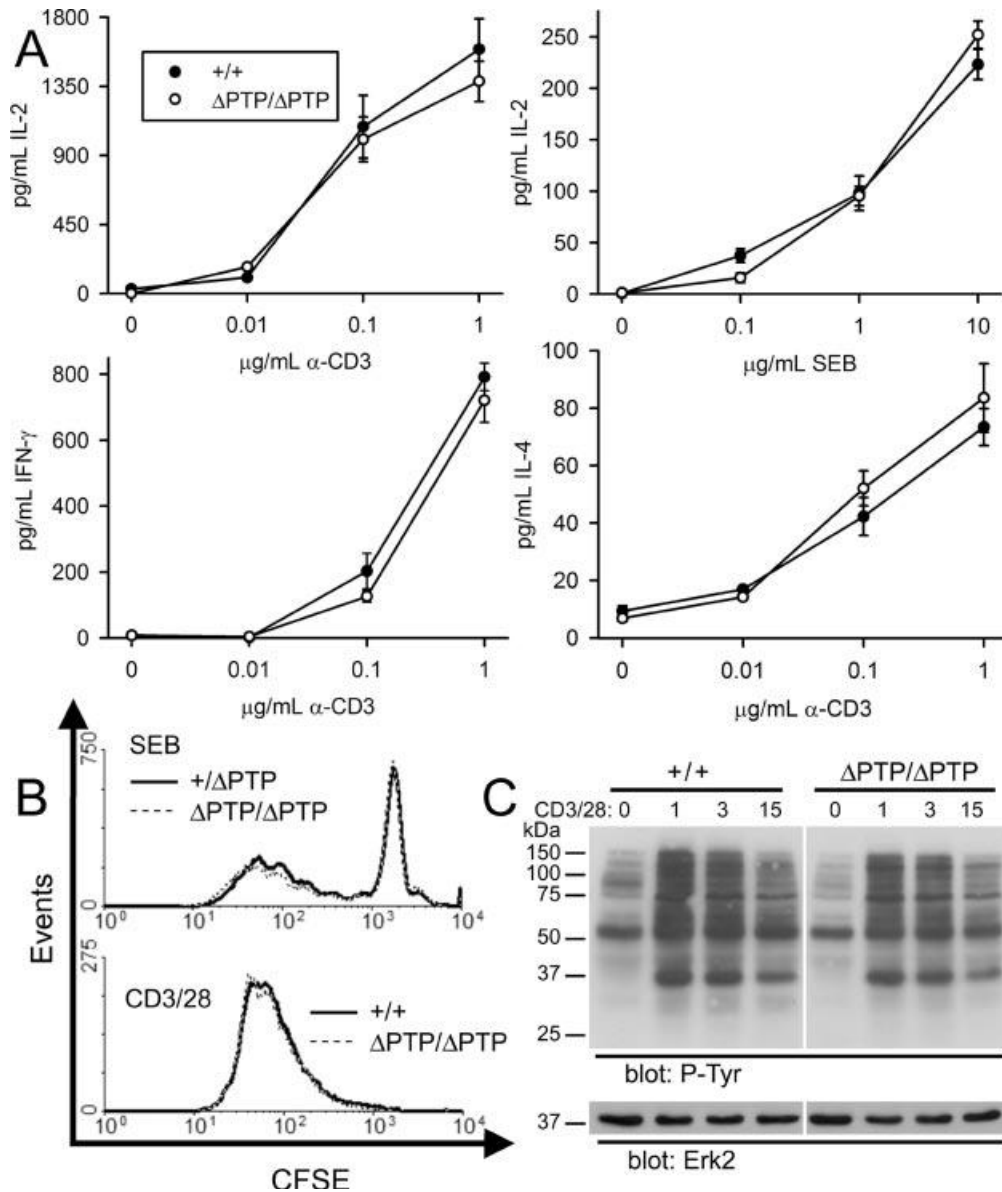 A
+/+
ΔPTP/ΔPTP
pg/mL IL-2
1800
1350
900
450
0
0 0.01 0.1 1
μg/mL α-CD3
pg/mL IL-2
250
200
150
100
50
0
0 0.1 1 10
μg/mL SEB
pg/mL IFN-γ
800
600
400
200
0
0 0.01 0.1 1
μg/mL α-CD3
pg/mL IL-4
80
60
40
20
0
0 0.01 0.1 1
μg/mL α-CD3
B
Events
750
SEB
+/ΔPTP
ΔPTP/ΔPTP
0
10⁰ 10¹ 10² 10³ 10⁴
275
CD3/28
+/+
ΔPTP/ΔPTP
0
10⁰ 10¹ 10² 10³ 10⁴
CFSE
C
+/+ ΔPTP/ΔPTP
CD3/28: 0 1 3 15 0 1 3 15
kDa
150
100
75
50
37
25
blot: P-Tyr
37
blot: Erk2